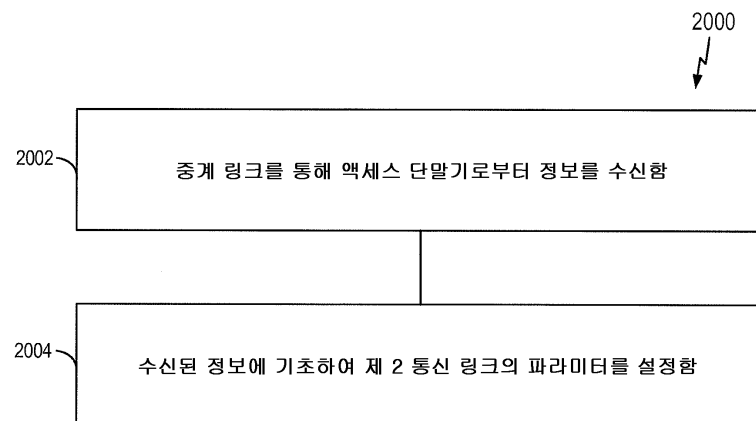 2000
2002
중계 링크를 통해 액세스 단말기로부터 정보를 수신함
2004
수신된 정보에 기초하여 제 2 통신 링크의 파라미터를 설정함